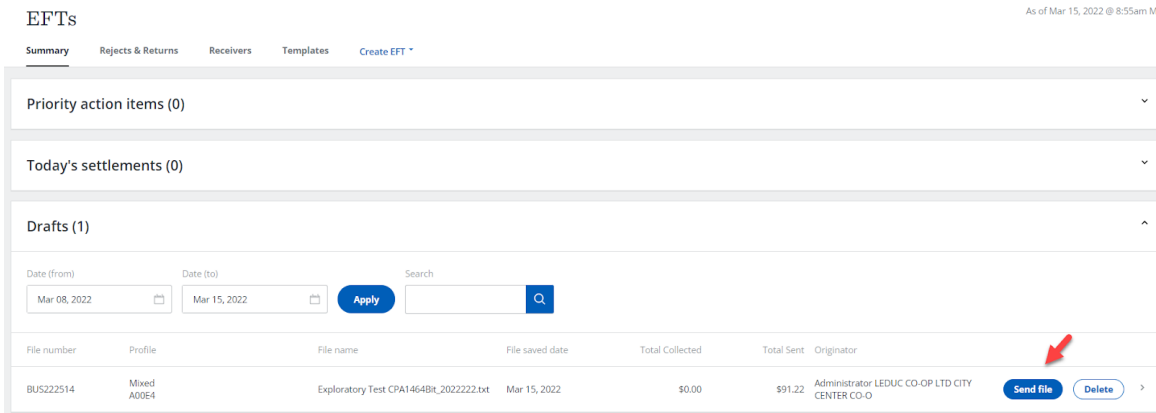 As of Mar 15, 2022 @ 8:55am M
EFTs
Summary Rejects & Returns Receivers Templates Create EFT
Priority action items (0)
Today's settlements (0)
Drafts (1)
Date (from) Date (to) Search
Mar 08, 2022 Mar 15, 2022 Apply
File number Profile File name File saved date Total Collected Total Sent Originator
BUS222514 Mixed A00E4 Exploratory Test CPA1464Bit_2022222.txt Mar 15, 2022 $0.00 $91.22 Administrator LEDUC CO-OP LTD CITY CENTER CO-O Send file Delete